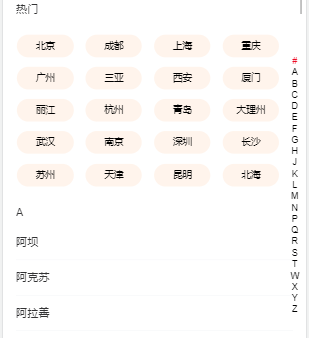 热门
北京 成都 上海 重庆
广州 三亚 西安 厦门
丽江 杭州 青岛 大理州
武汉 南京 深圳 长沙
苏州 天津 昆明 北海
A
阿坝
阿克苏
阿拉善
#
A
B
C
D
E
F
G
H
J
K
L
M
N
P
Q
R
S
T
W
X
Y
Z